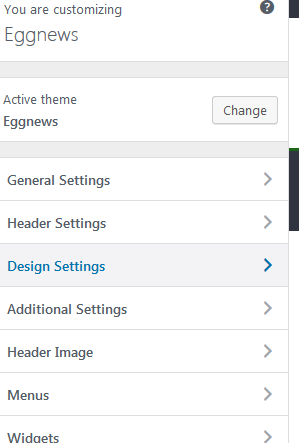 You are customizing
Eggnews
Active theme
Eggnews
Change
General Settings
Header Settings
Design Settings
Additional Settings
Header Image
Menus
Widgets